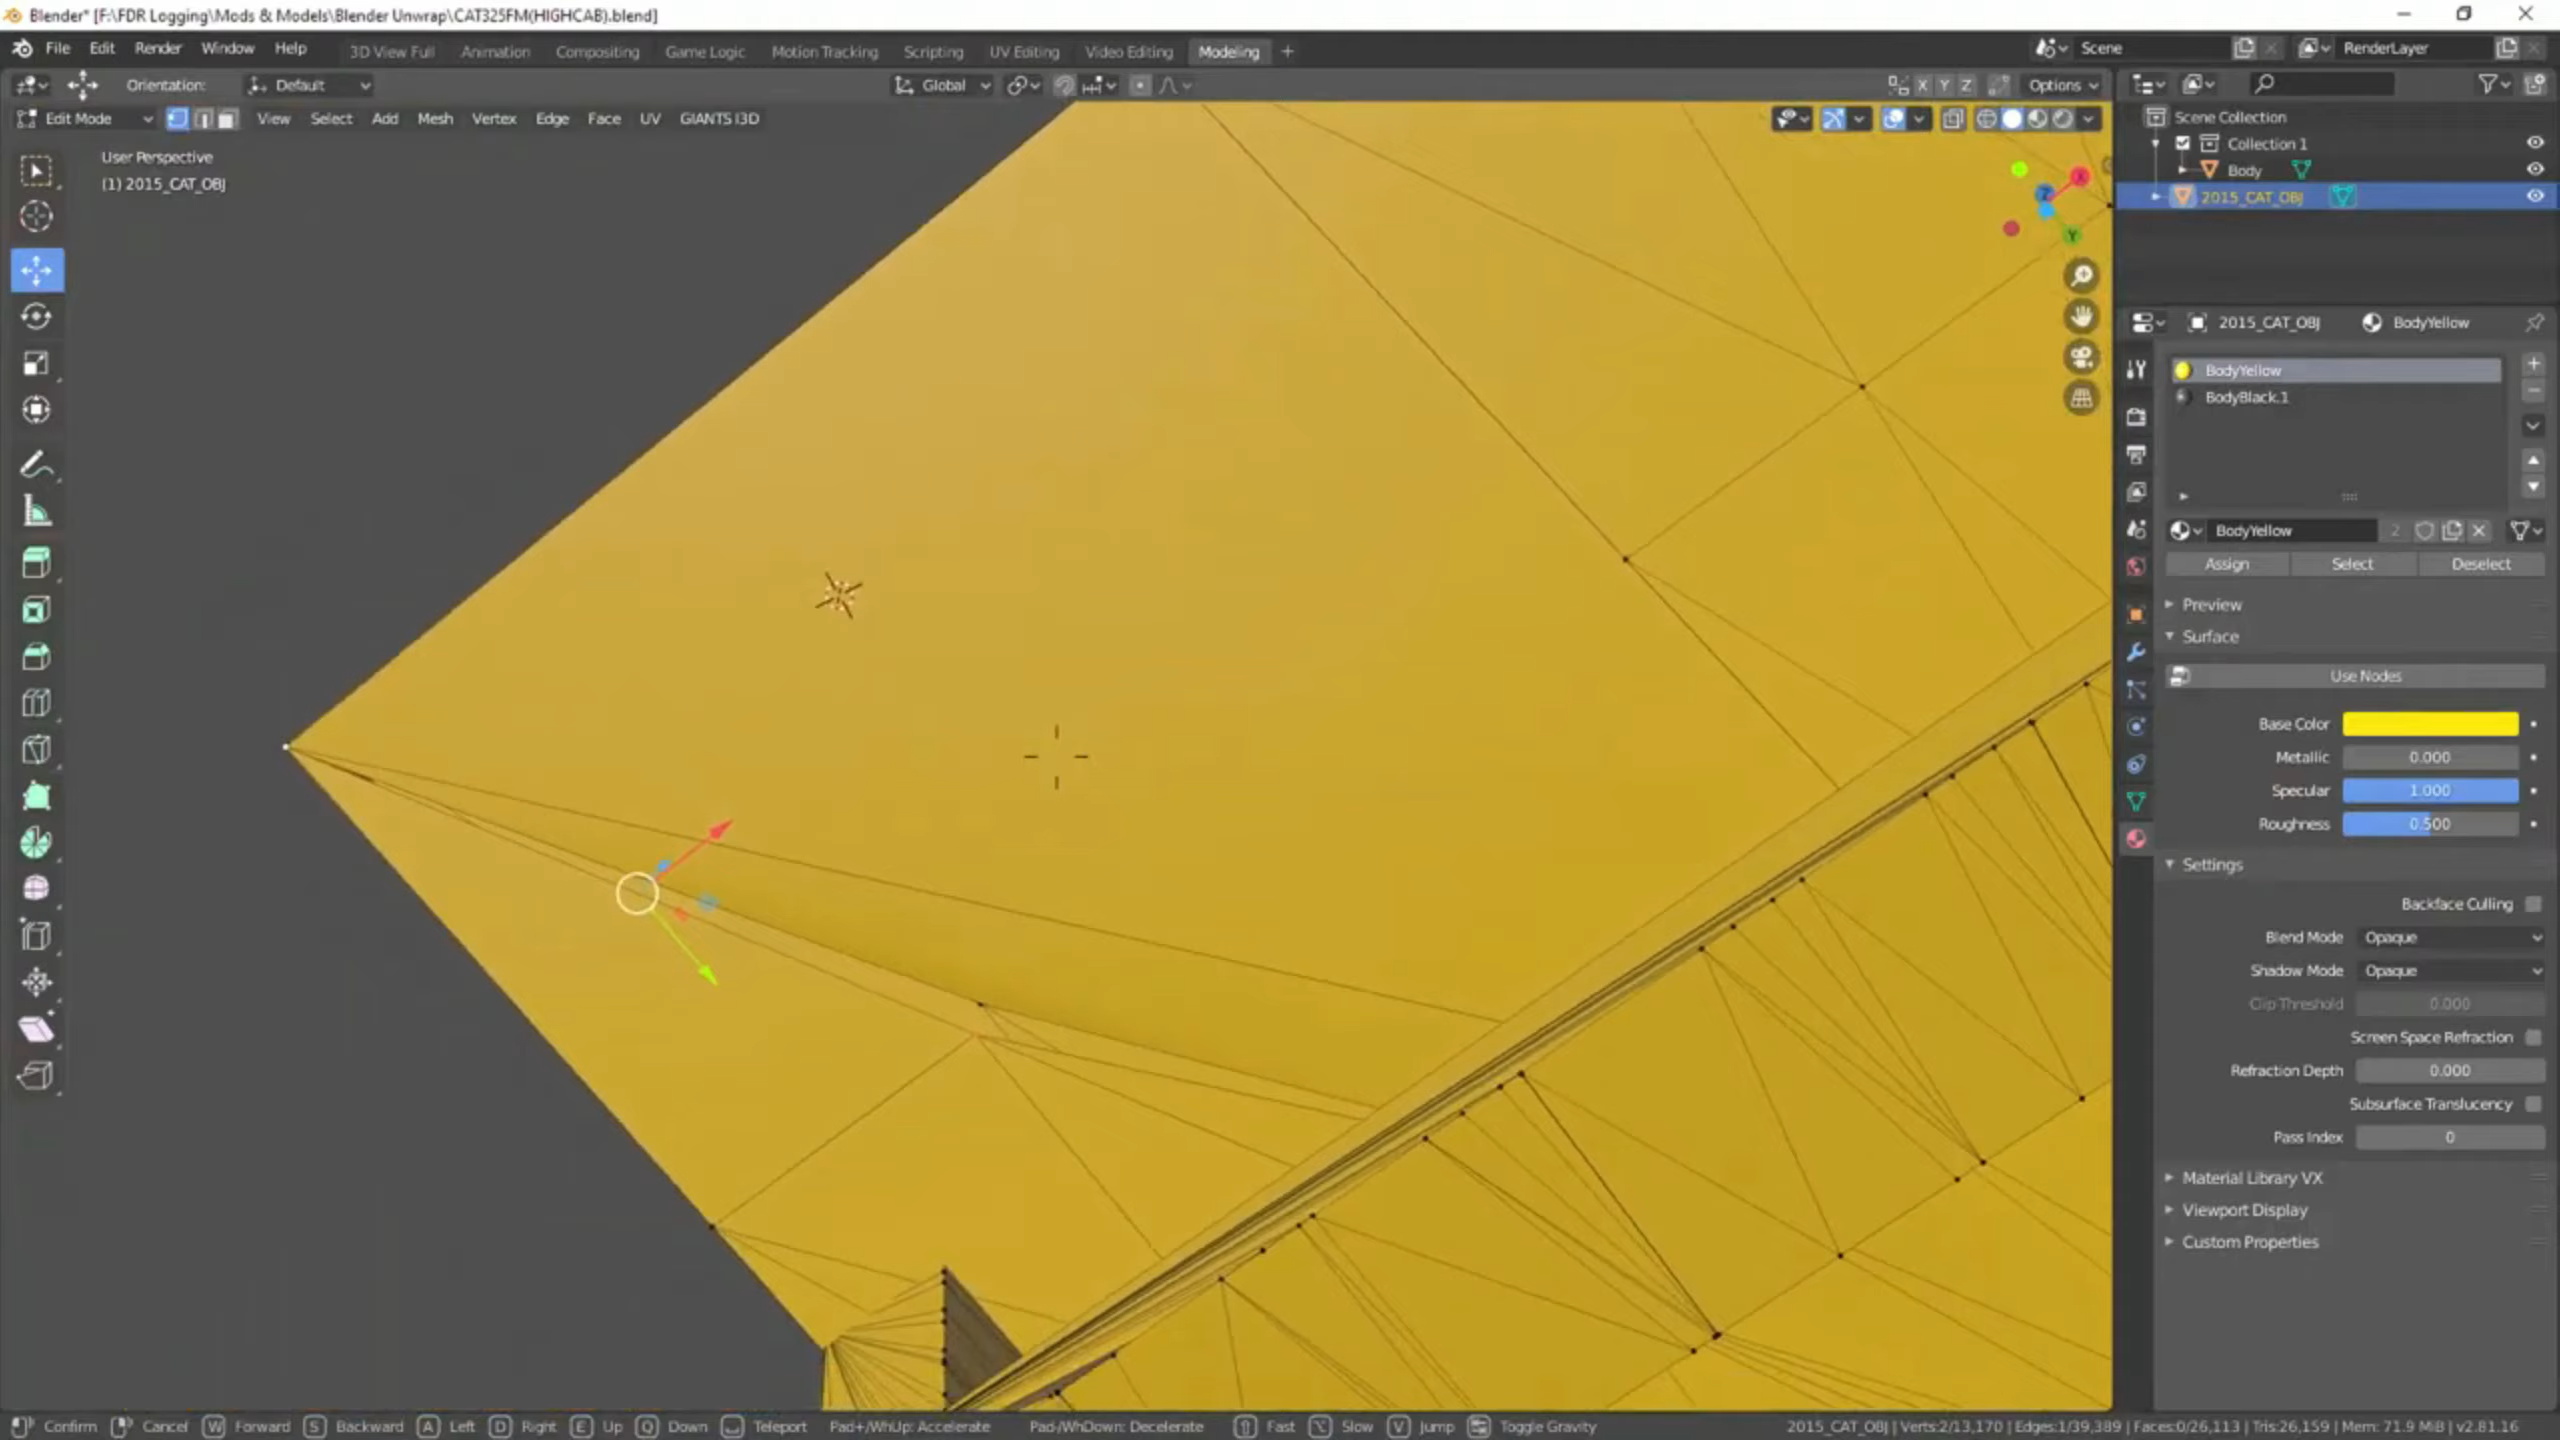 Blender* [F:\FDR Logging\Mods & Models\Blender Unwrap\CAT325FM(HIGHCAB).blend]
File Edit Render Window Help 3D View Full Animation Compositing Game Logic Motion Tracking Scripting UV Editing Video Editing Modeling + Scene RenderLayer
Orientation: Default Global X Y Z Options
Edit Mode View Select Add Mesh Vertex Edge Face UV GIANTS I3D
User Perspective
(1) 2015_CAT_OBJ
X
Z
Y
Scene Collection
Collection 1
Body
2015_CAT_OBJ
2015_CAT_OBJ BodyYellow
BodyYellow
BodyBlack.1
BodyYellow 2
Assign Select Deselect
Preview
Surface
Use Nodes
Base Color
Metallic 0.000
Specular 1.000
Roughness 0.500
Settings
Backface Culling
Blend Mode Opaque
Shadow Mode Opaque
Clip Threshold 0.000
Screen Space Refraction
Refraction Depth 0.000
Subsurface Translucency
Pass Index 0
Material Library VX
Viewport Display
Custom Properties
Confirm Cancel W Forward S Backward A Left D Right E Up Q Down Teleport Pad+/WhUp: Accelerate Pad-/WhDown: Decelerate Fast Slow V Jump Toggle Gravity 2015_CAT_OBJ | Verts:2/13,170 | Edges:1/39,389 | Faces:0/26,113 | Tris:26,159 | Mem: 71.9 MiB | v2.81.16